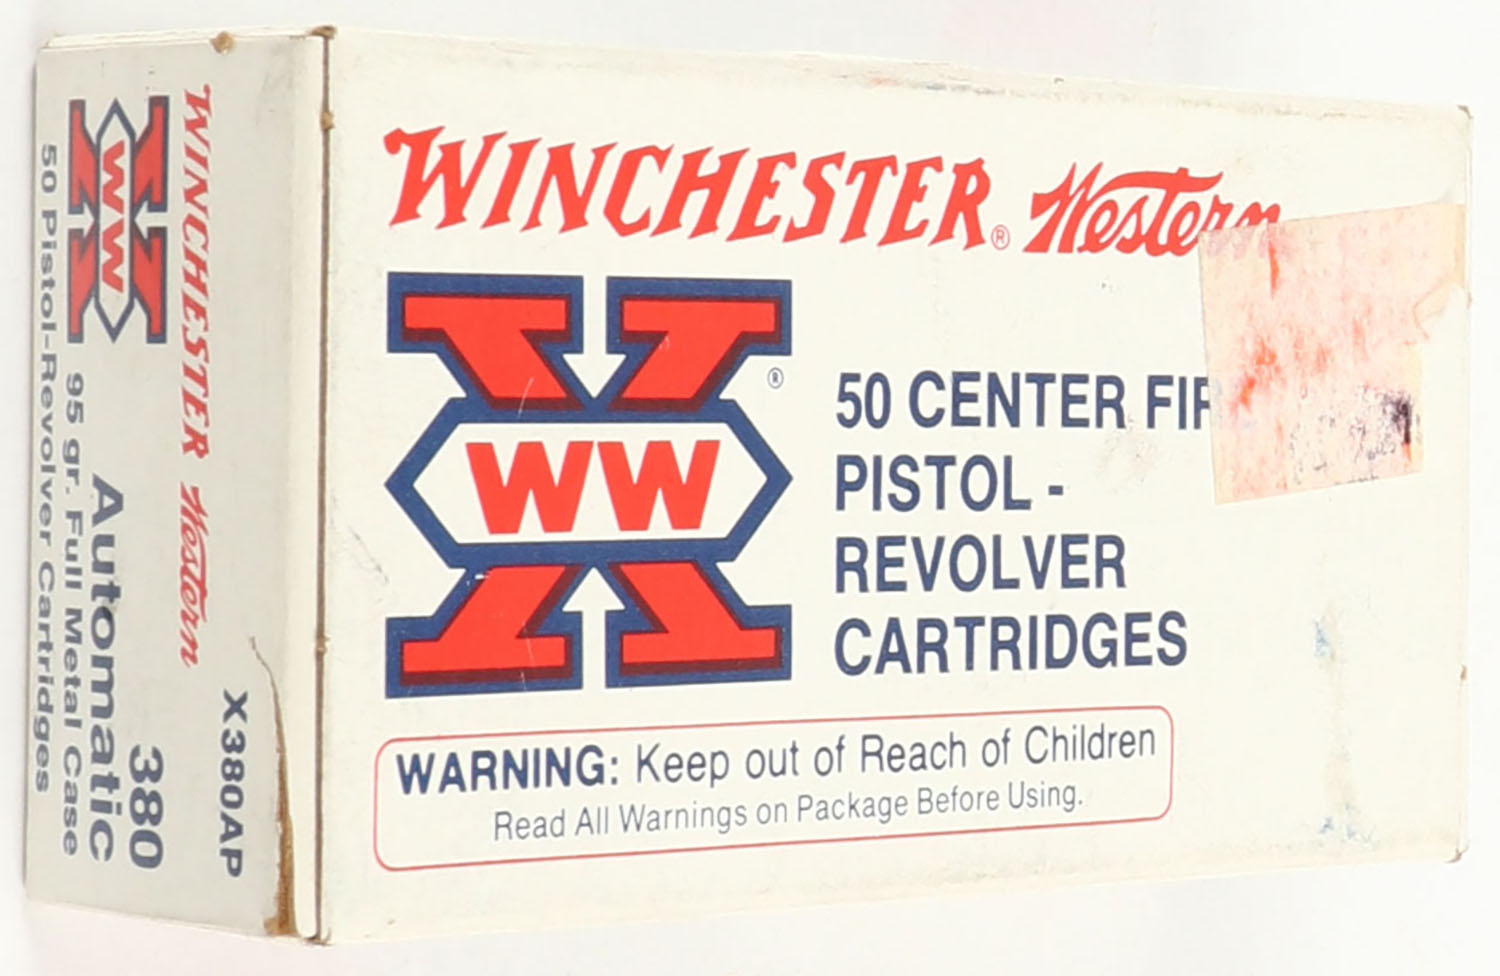 WINCHESTER® Western
WW ®
50 CENTER FIR
PISTOL -
REVOLVER
CARTRIDGES
WARNING: Keep out of Reach of Children
Read All Warnings on Package Before Using.
X380AP
WINCHESTER Western
WW
380
Automatic
95 gr. Full Metal Case
50 Pistol-Revolver Cartridges